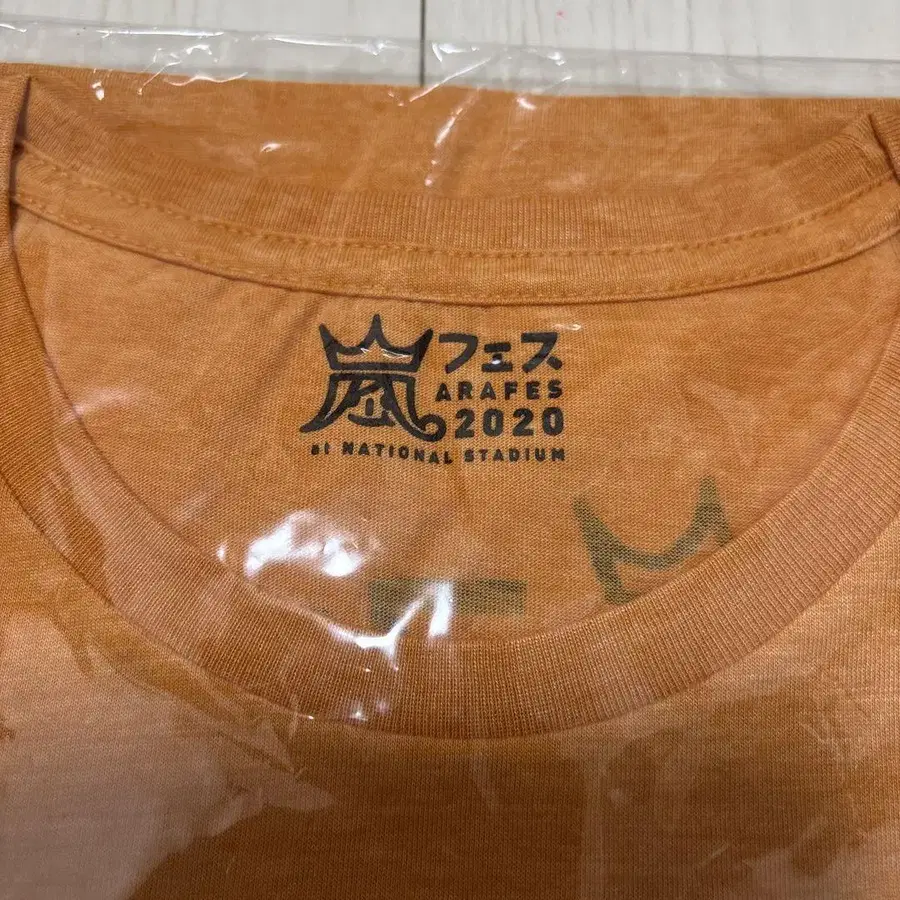 嵐フェス
ARAFES
2020
at NATIONAL STADIUM